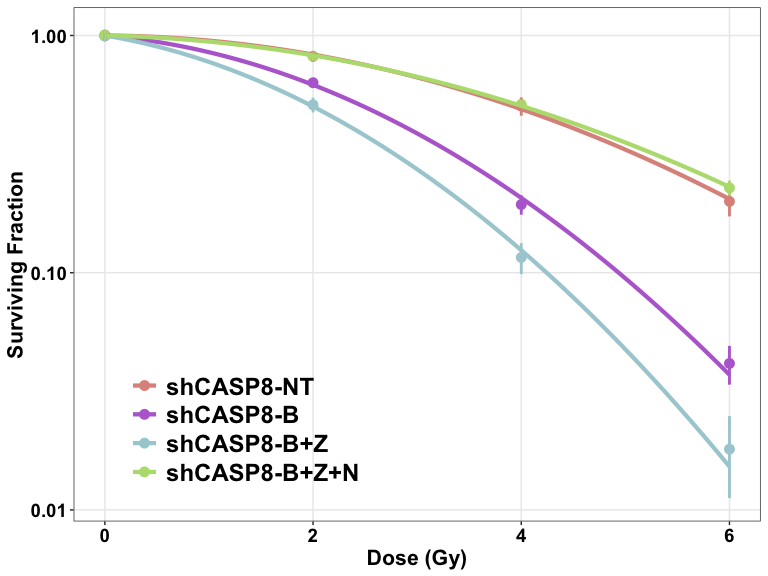 1.00
0.10
0.01
Surviving Fraction
shCASP8-NT
shCASP8-B
shCASP8-B+Z
shCASP8-B+Z+N
0 2 4 6
Dose (Gy)